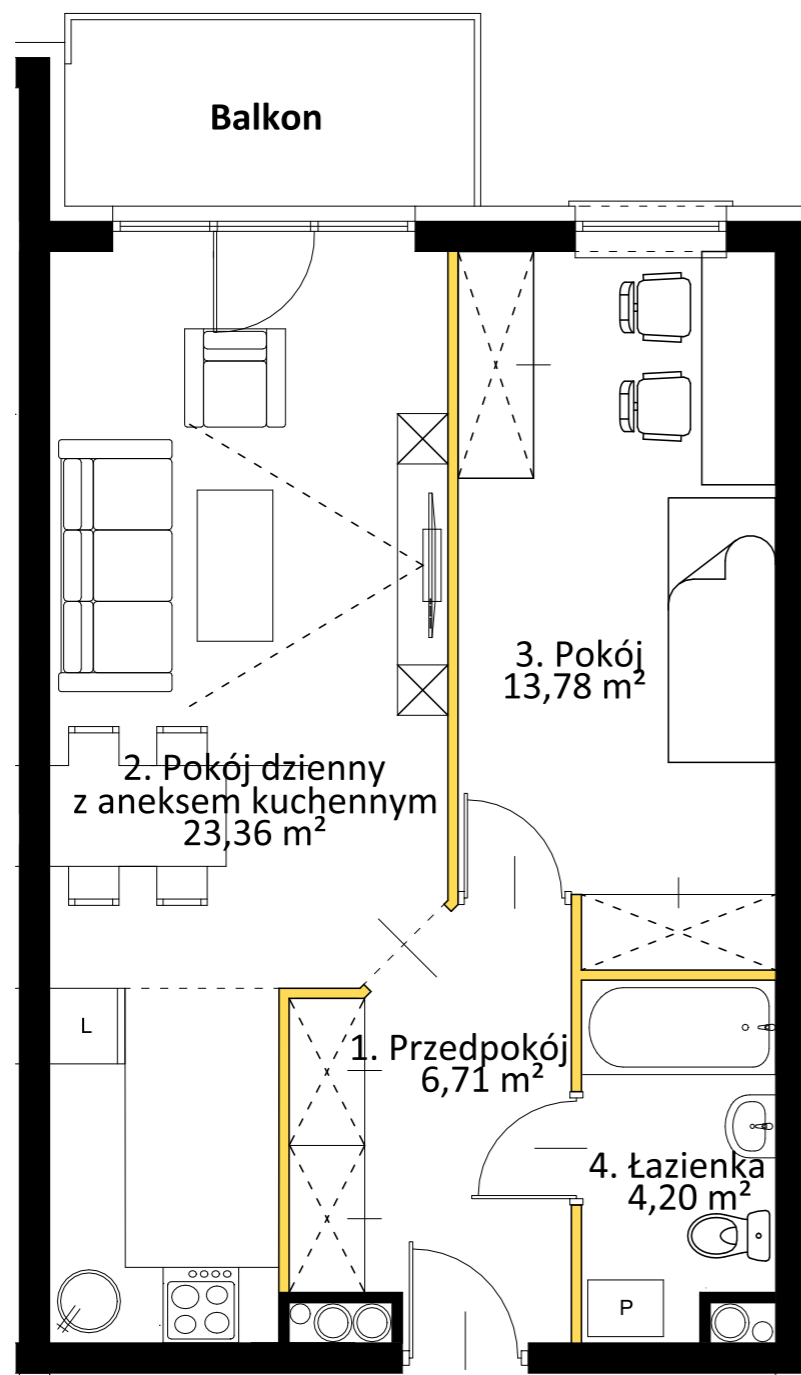 Balkon
3. Pokój
13,78 m²
2. Pokój dzienny
z aneksem kuchennym
23,36 m²
L
1. Przedpokój
6,71 m²
4. Łazienka
4,20 m²
P